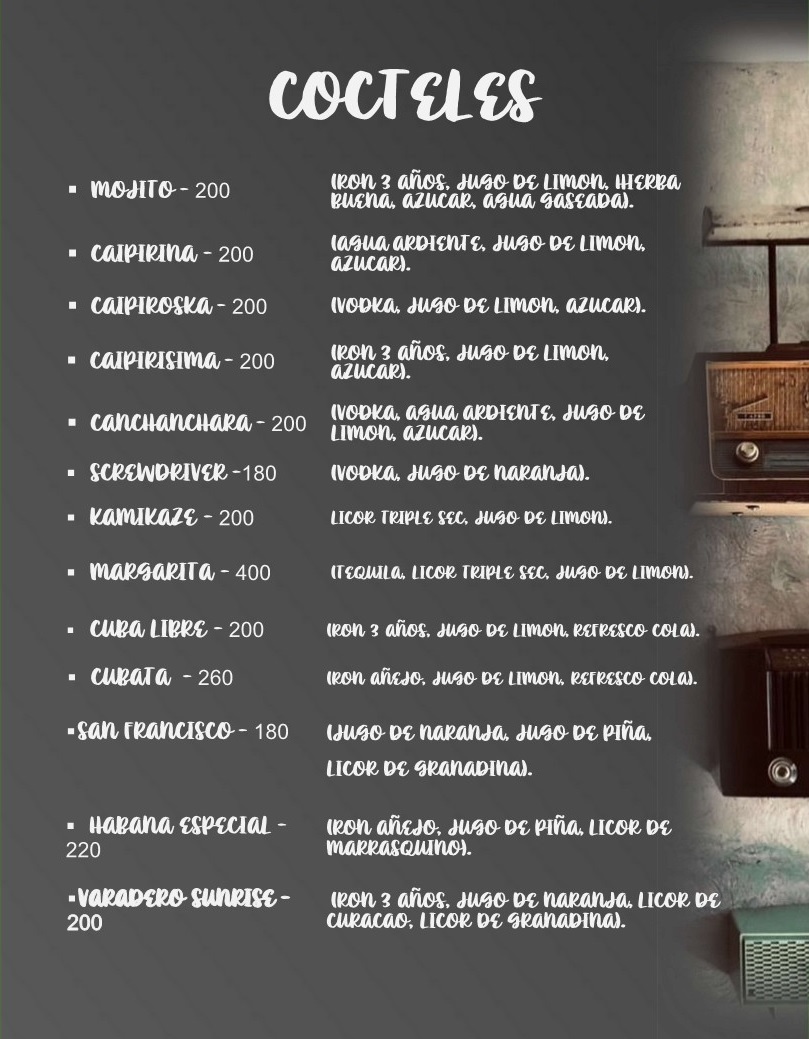 COCTELES
▪ MOJITO - 200
(RON 3 AÑOS, JUGO DE LIMON, HIERBA
BUENA, AZUCAR, AGUA GASEADA).
▪ CAIPIRINA - 200
(AGUA ARDIENTE, JUGO DE LIMON,
AZUCAR).
▪ CAIPIROSKA - 200
(VODKA, JUGO DE LIMON, AZUCAR).
▪ CAIPIRISIMA - 200
(RON 3 AÑOS, JUGO DE LIMON,
AZUCAR).
▪ CANCHANCHARA - 200
(VODKA, AGUA ARDIENTE, JUGO DE
LIMON, AZUCAR).
▪ SCREWDRIVER -180
(VODKA, JUGO DE NARANJA).
▪ KAMIKAZE - 200
LICOR TRIPLE SEC, JUGO DE LIMON).
▪ MARGARITA - 400
(TEQUILA, LICOR TRIPLE SEC, JUGO DE LIMON).
▪ CUBA LIBRE - 200
(RON 3 AÑOS, JUGO DE LIMON, REFRESCO COLA).
▪ CUBATA - 260
(RON AÑEJO, JUGO DE LIMON, REFRESCO COLA).
▪SAN FRANCISCO - 180
(JUGO DE NARANJA, JUGO DE PIÑA,
LICOR DE GRANADINA).
▪ HABANA ESPECIAL -
220
(RON AÑEJO, JUGO DE PIÑA, LICOR DE
MARRASQUINO).
▪VARADERO SUNRISE -
200
(RON 3 AÑOS, JUGO DE NARANJA, LICOR DE
CURACAO, LICOR DE GRANADINA).